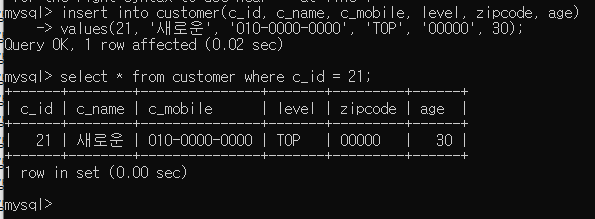 mysql> insert into customer(c_id, c_name, c_mobile, level, zipcode, age)
    -> values(21, '새로운', '010-0000-0000', 'TOP', '00000', 30);
Query OK, 1 row affected (0.02 sec)
mysql> select * from customer where c_id = 21;
+------+--------+---------------+-------+---------+------+
| c_id | c_name | c_mobile      | level | zipcode | age  |
+------+--------+---------------+-------+---------+------+
|   21 | 새로운 | 010-0000-0000 | TOP   | 00000   |   30 |
+------+--------+---------------+-------+---------+------+
1 row in set (0.00 sec)
mysql>